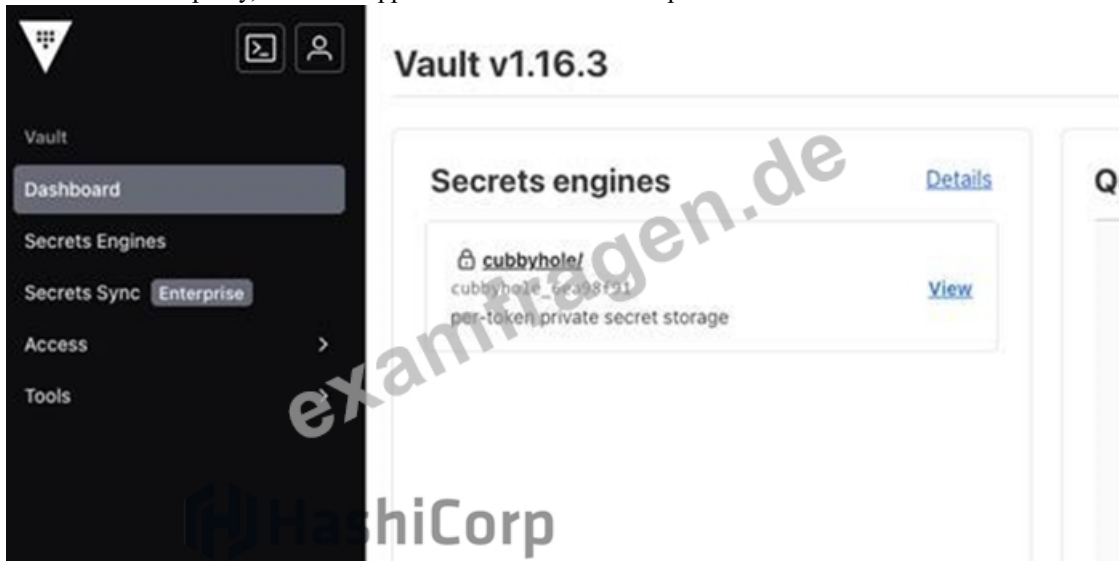 Vault v1.16.3
Vault
Dashboard
Secrets Engines
Secrets Sync Enterprise
Access
Tools
Secrets engines
Details
cubbyhole/
cubbyhole_6ea98f91
per-token private secret storage
View
Q
examfragen.de
HashiCorp